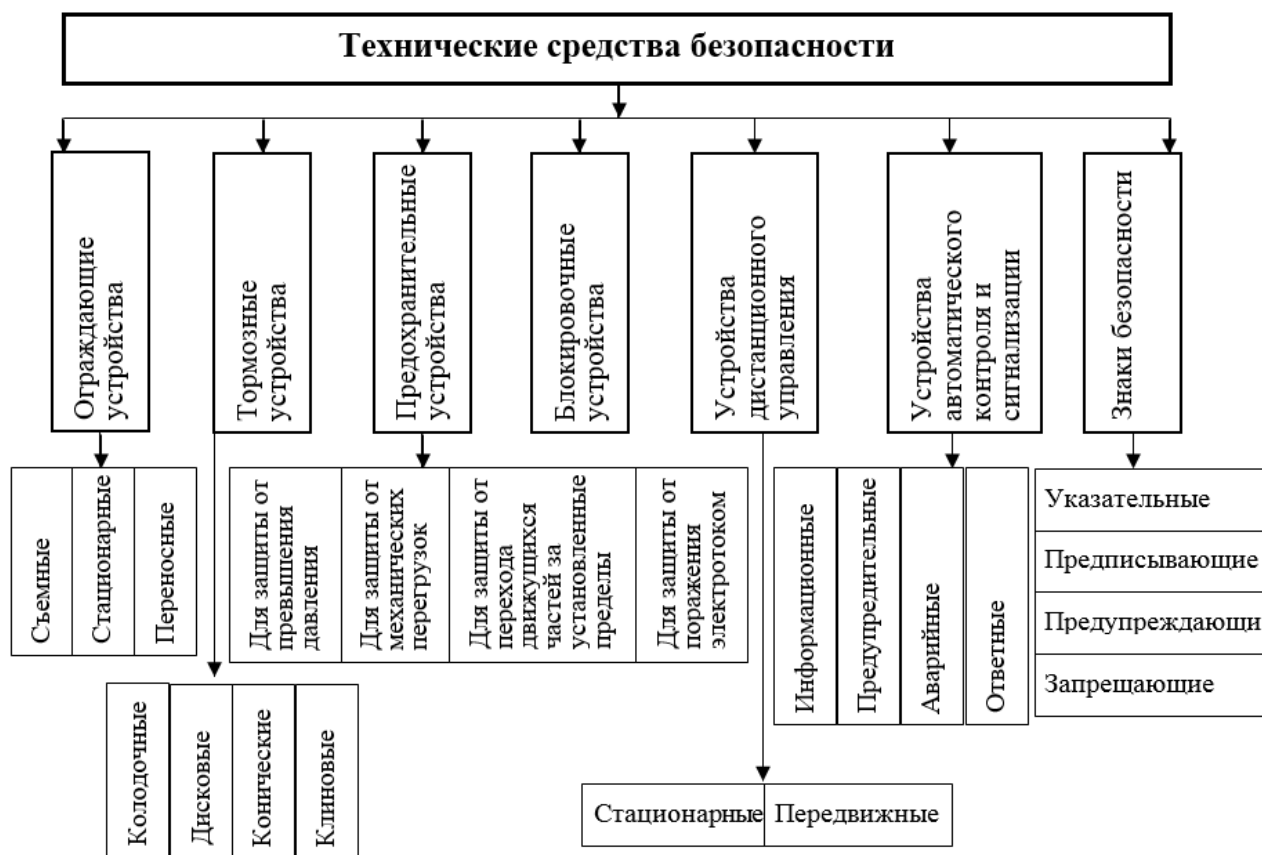 Технические средства безопасности
Ограждающие
устройства
Тормозные
устройства
Предохранительные
устройства
Блокировочные
устройства
Устройства
дистанционного
управления
Устройства
автоматического
контроля и
сигнализации
Знаки безопасности
Съемные
Стационарные
Переносные
Для защиты от
превышения
давления
Для защиты от
механических
перегрузок
Для защиты от
перехода
движущихся
частей за
установленные
пределы
Для защиты от
поражения
электротоком
Информационные
Предупредительные
Аварийные
Ответные
Указательные
Предписывающие
Предупреждающи
Запрещающие
Колодочные
Дисковые
Конические
Клиновые
Стационарные
Передвижные